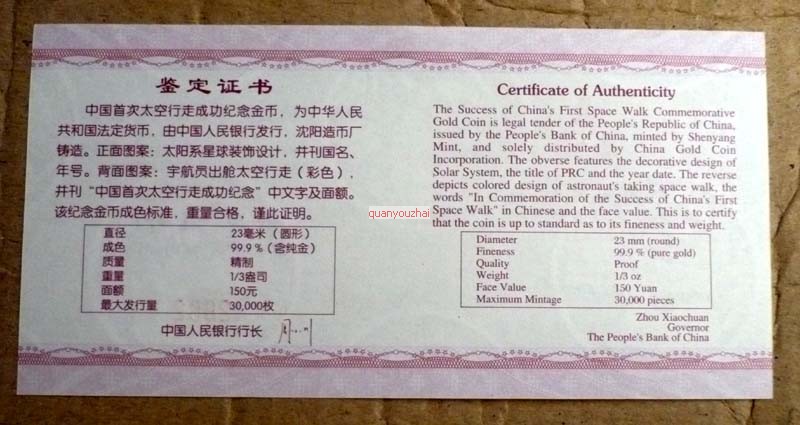 鉴定证书
中国首次太空行走成功纪念金币，为中华人民
共和国法定货币，由中国人民银行发行，沈阳造币厂
铸造。正面图案：太阳系星球装饰设计，并刊国名、
年号。背面图案：宇航员出舱太空行走（彩色），
并刊“中国首次太空行走成功纪念”中文字及面额。
该纪念金币成色标准，重量合格，谨此证明。
直径 23毫米（圆形）
成色 99.9％（含纯金）
质量 精制
重量 1/3盎司
面额 150元
最大发行量 30,000枚
中国人民银行行长
Certificate of Authenticity
The Success of China's First Space Walk Commemorative
Gold Coin is legal tender of the People's Republic of China,
issued by the People's Bank of China, minted by Shenyang
Mint, and solely distributed by China Gold Coin
Incorporation. The obverse features the decorative design of
Solar System, the title of PRC and the year date. The reverse
depicts colored design of astronaut's taking space walk, the
words "In Commemoration of the Success of China's First
Space Walk" in Chinese and the face value. This is to certify
that the coin is up to standard as to its fineness and weight.
Diameter 23 mm (round)
Fineness 99.9 % (pure gold)
Quality Proof
Weight 1/3 oz
Face Value 150 Yuan
Maximum Mintage 30,000 pieces
Zhou Xiaochuan
Governor
The People's Bank of China
quanyouzhai